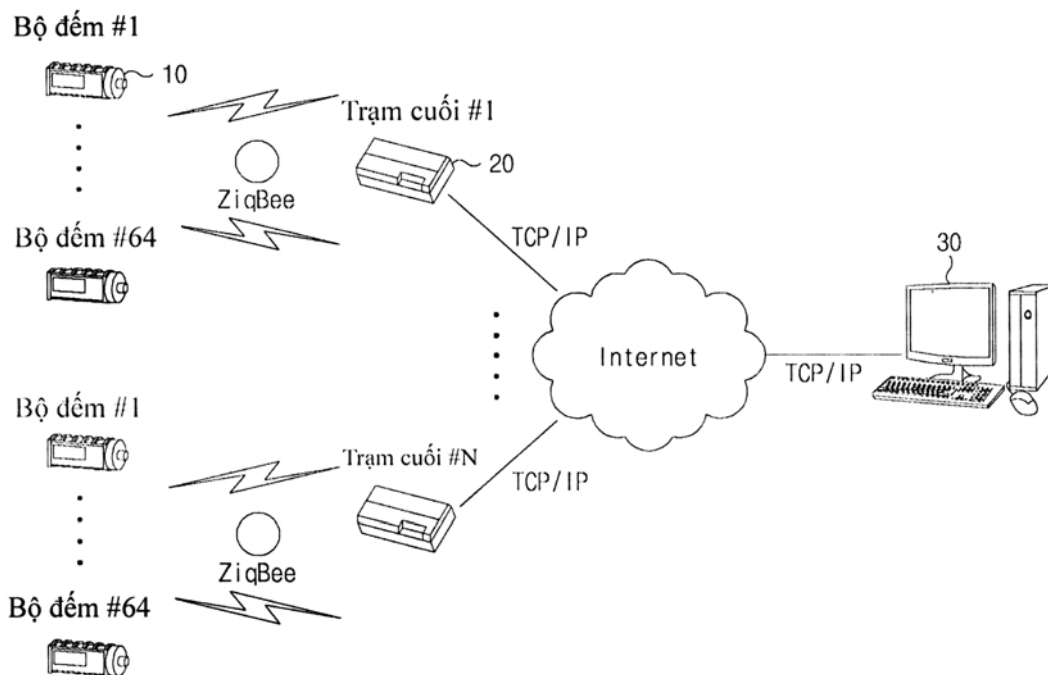 Bộ đếm #1
10
Trạm cuối #1
20
ZiqBee
TCP/IP
Bộ đếm #64
30
Internet
TCP/IP
Bộ đếm #1
Trạm cuối #N
TCP/IP
ZiqBee
Bộ đếm #64